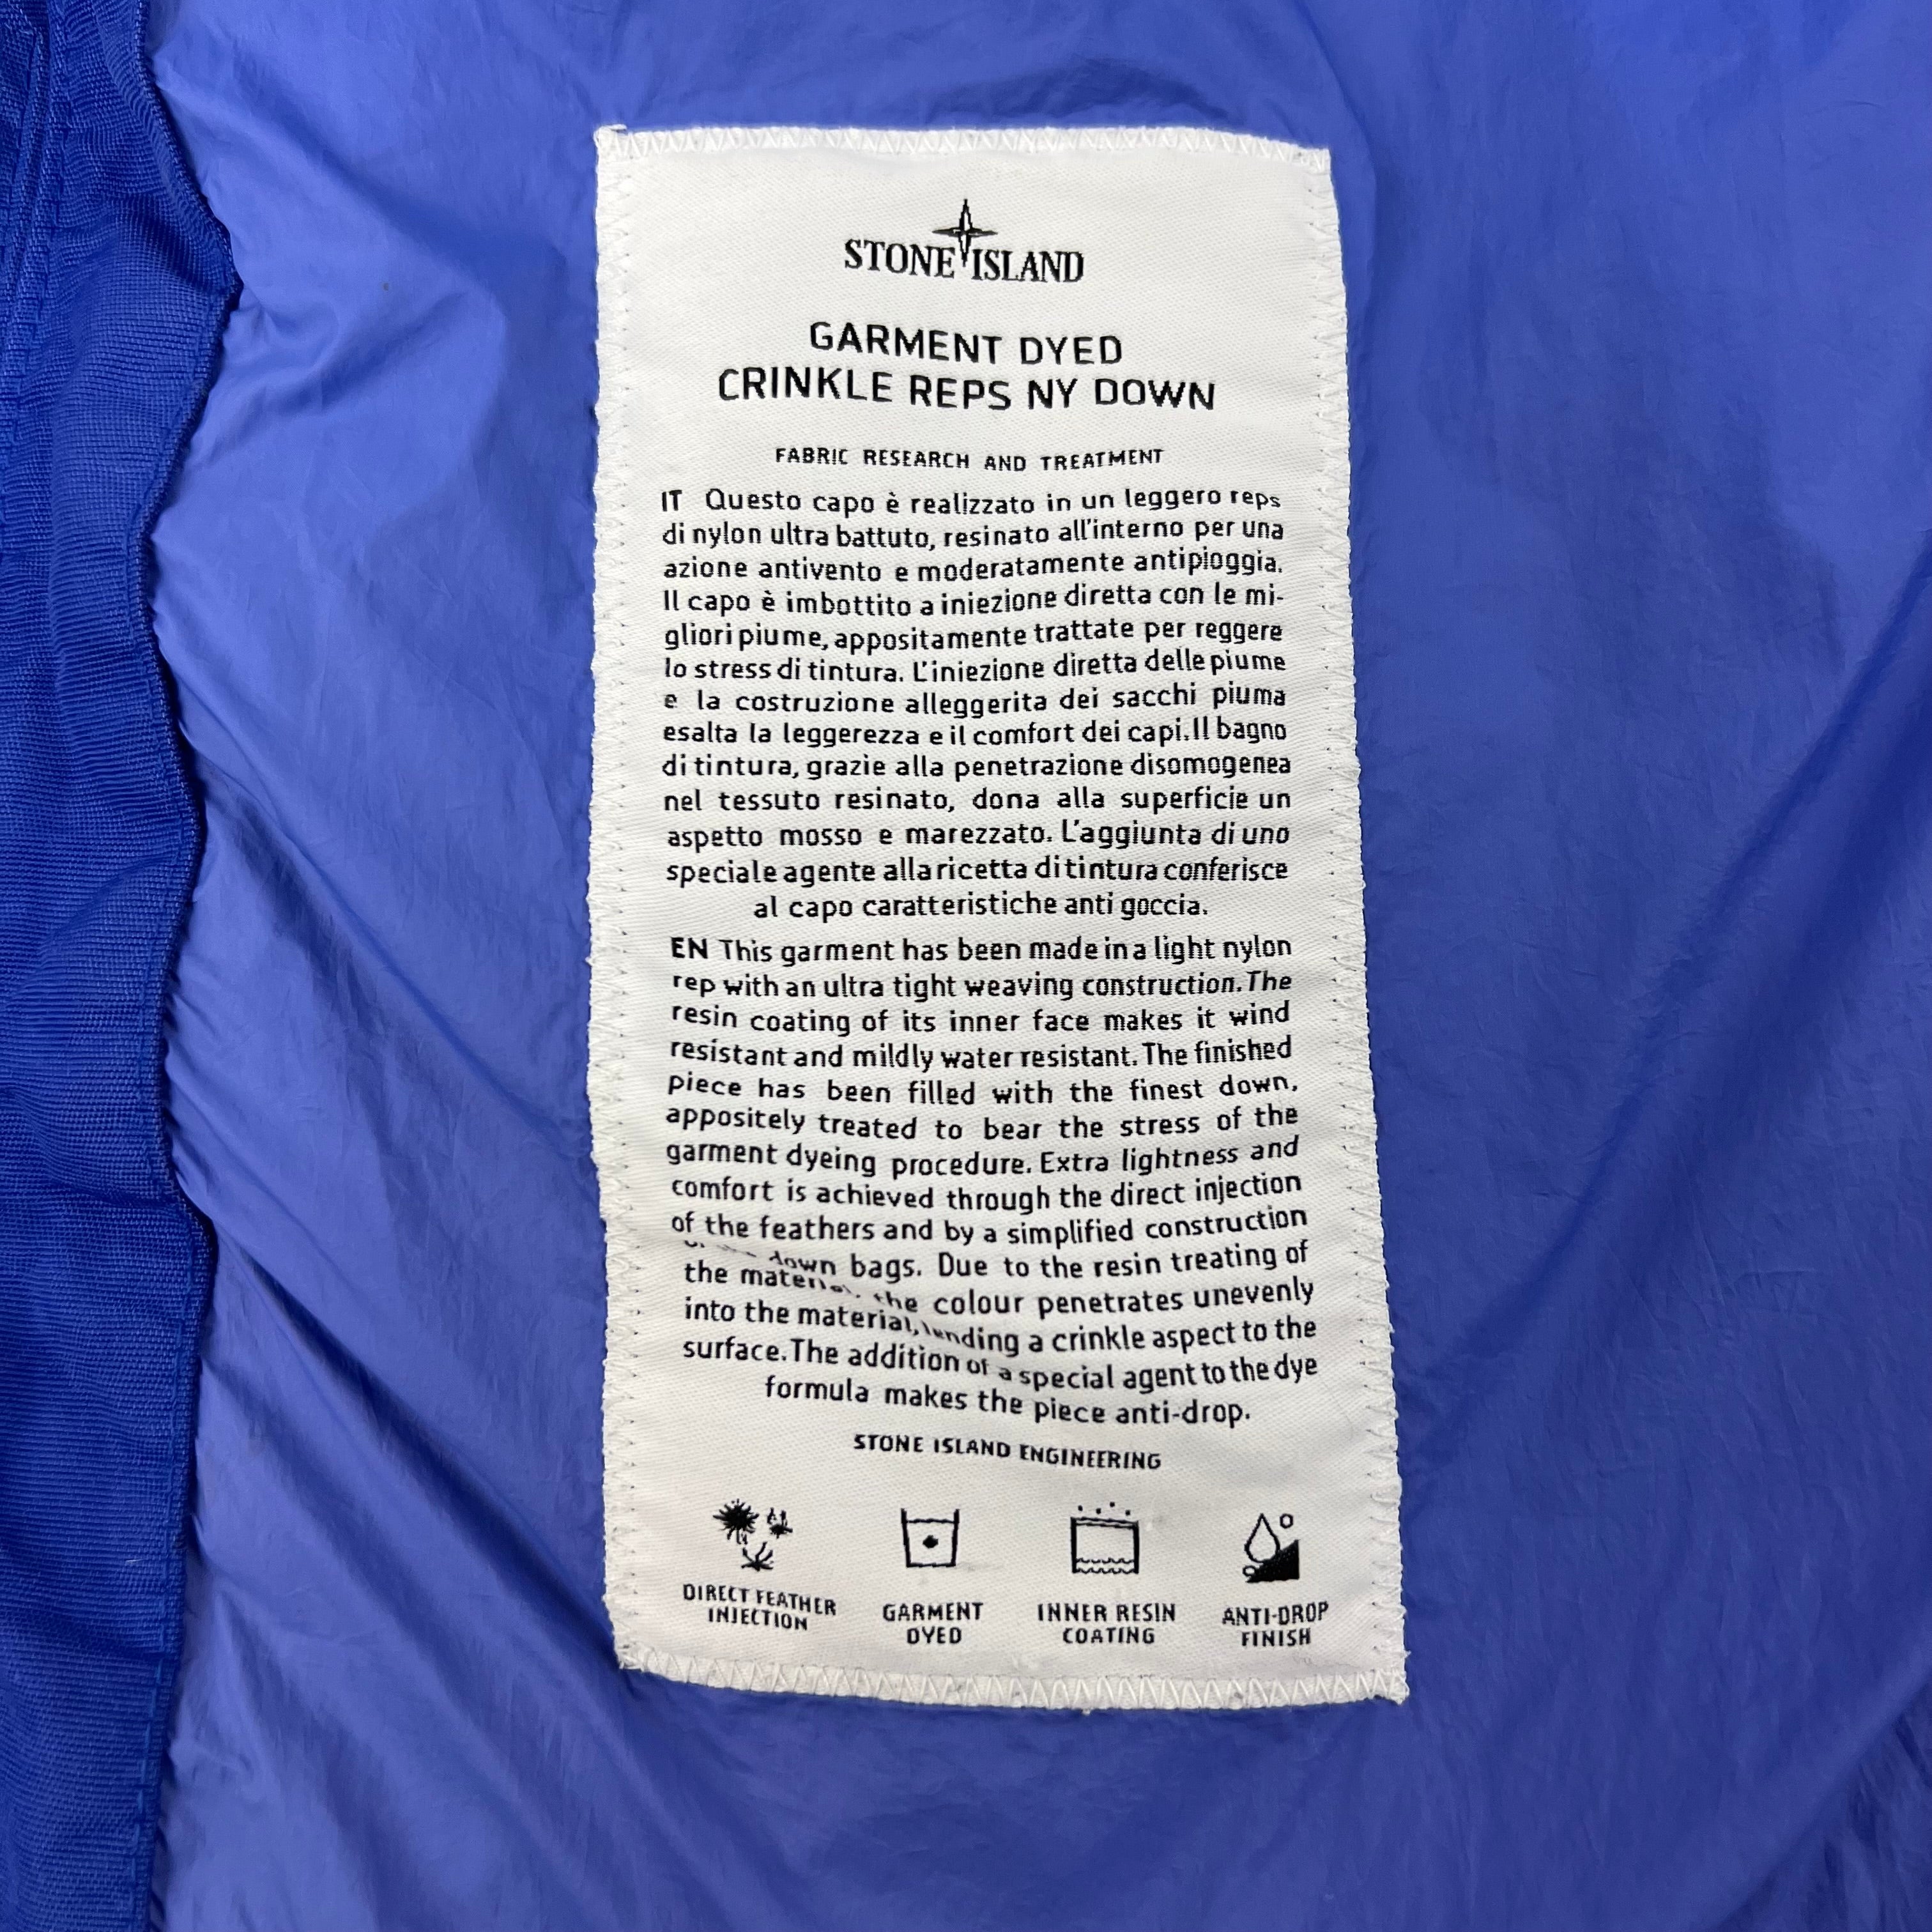 STONE ISLAND
GARMENT DYED
CRINKLE REPS NY DOWN
FABRIC RESEARCH AND TREATMENT
IT Questo capo è realizzato in un leggero reps
di nylon ultra battuto, resinato all'interno per una
azione antivento e moderatamente antipioggia.
Il capo è imbottito a iniezione diretta con le mi-
gliori piume, appositamente trattate per reggere
lo stress di tintura. L'iniezione diretta delle piume
e la costruzione alleggerita dei sacchi piuma
esalta la leggerezza e il comfort dei capi. Il bagno
di tintura, grazie alla penetrazione disomogenea
nel tessuto resinato, dona alla superficie un
aspetto mosso e marezzato. L'aggiunta di uno
speciale agente alla ricetta di tintura conferisce
al capo caratteristiche anti goccia.
EN This garment has been made in a light nylon
rep with an ultra tight weaving construction. The
resin coating of its inner face makes it wind
resistant and mildly water resistant. The finished
piece has been filled with the finest down,
appositely treated to bear the stress of the
garment dyeing procedure. Extra lightness and
comfort is achieved through the direct injection
of the feathers and by a simplified construction
down bags. Due to the resin treating of
the material, the colour penetrates unevenly
into the material, lending a crinkle aspect to the
surface. The addition of a special agent to the dye
formula makes the piece anti-drop.
STONE ISLAND ENGINEERING
DIRECT FEATHER
INJECTION
GARMENT
DYED
INNER RESIN
COATING
ANTI-DROP
FINISH